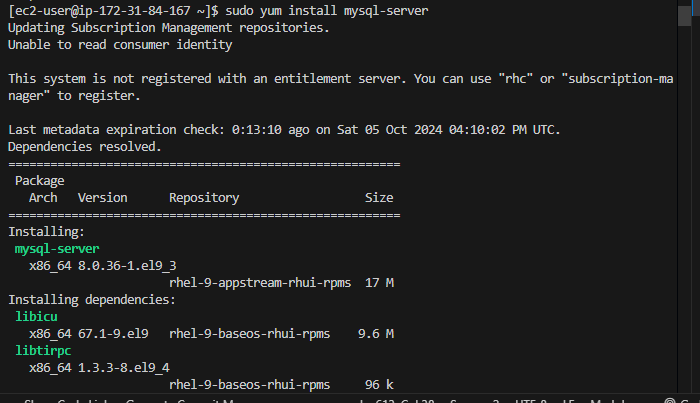 [ec2-user@ip-172-31-84-167 ~]$ sudo yum install mysql-server
Updating Subscription Management repositories.
Unable to read consumer identity

This system is not registered with an entitlement server. You can use "rhc" or "subscription-ma
nager" to register.

Last metadata expiration check: 0:13:10 ago on Sat 05 Oct 2024 04:10:02 PM UTC.
Dependencies resolved.
========================================================
 Package
   Arch   Version      Repository                  Size
========================================================
Installing:
 mysql-server
   x86_64 8.0.36-1.el9_3
                       rhel-9-appstream-rhui-rpms  17 M
Installing dependencies:
 libicu
   x86_64 67.1-9.el9   rhel-9-baseos-rhui-rpms    9.6 M
 libtirpc
   x86_64 1.3.3-8.el9_4
                       rhel-9-baseos-rhui-rpms     96 k